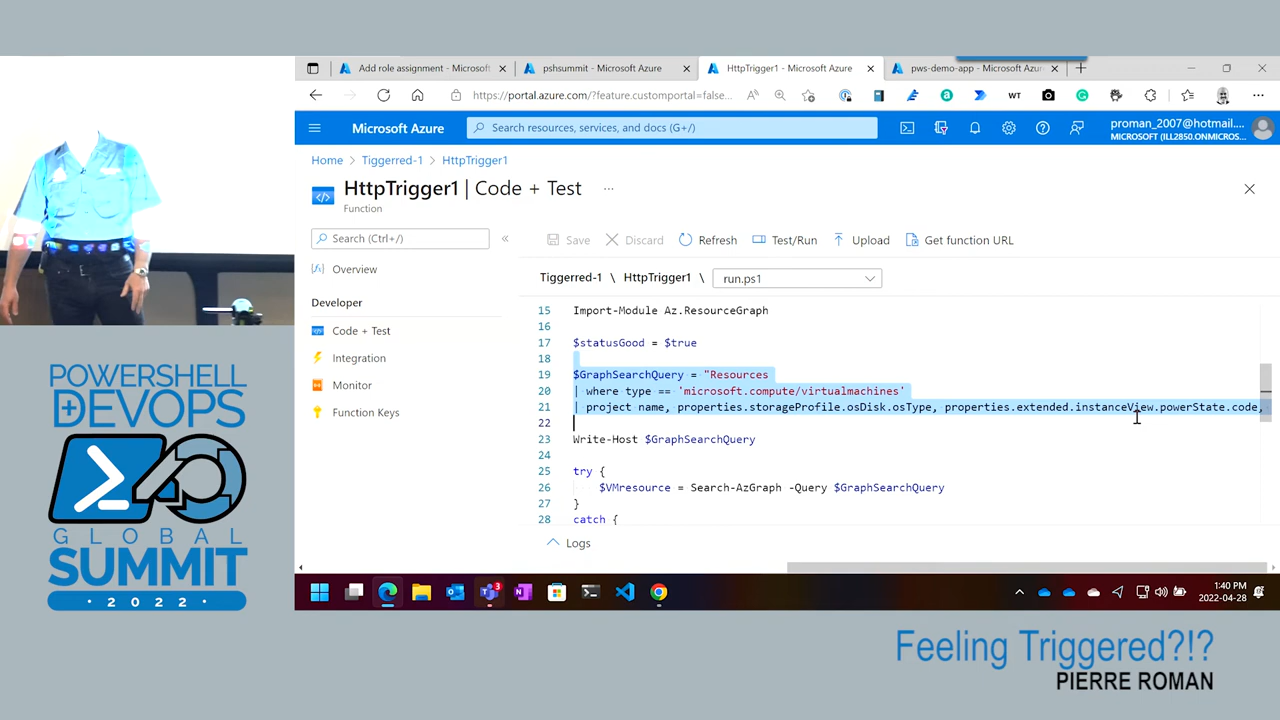 Add role assignment - Microsoft
pshsummit - Microsoft Azure
HttpTrigger1 - Microsoft Azure
pws-demo-app - Microsoft Azure
https://portal.azure.com/?feature.customportal=false...
WT
Microsoft Azure
Search resources, services, and docs (G+/)
proman_2007@hotmail....
MICROSOFT (ILL2850.ONMICROS...
Home > Tiggerred-1 > HttpTrigger1
HttpTrigger1 | Code + Test ...
Function
Search (Ctrl+/)
Save
Discard
Refresh
Test/Run
Upload
Get function URL
Overview
Developer
Code + Test
Integration
Monitor
Function Keys
Tiggerred-1 \ HttpTrigger1 \ run.ps1
15 Import-Module Az.ResourceGraph
16
17 $statusGood = $true
18
19 $GraphSearchQuery = "Resources
20 | where type == 'microsoft.compute/virtualmachines'
21 | project name, properties.storageProfile.osDisk.osType, properties.extended.instanceView.powerState.code,
22
23 Write-Host $GraphSearchQuery
24
25 try {
26 $VMresource = Search-AzGraph -Query $GraphSearchQuery
27 }
28 catch {
Logs
3
1:40 PM
2022-04-28
POWERSHELL
DEVOPS
GLOBAL
SUMMIT
· 2 0 2 2 ·
Feeling Triggered?!?
PIERRE ROMAN